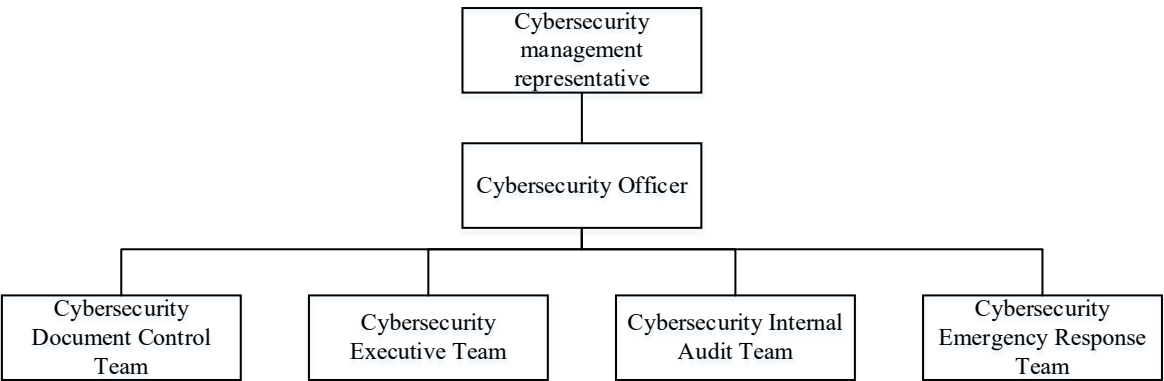 Cybersecurity
management
representative
Cybersecurity Officer
Cybersecurity
Document Control
Team
Cybersecurity
Executive Team
Cybersecurity Internal
Audit Team
Cybersecurity
Emergency Response
Team